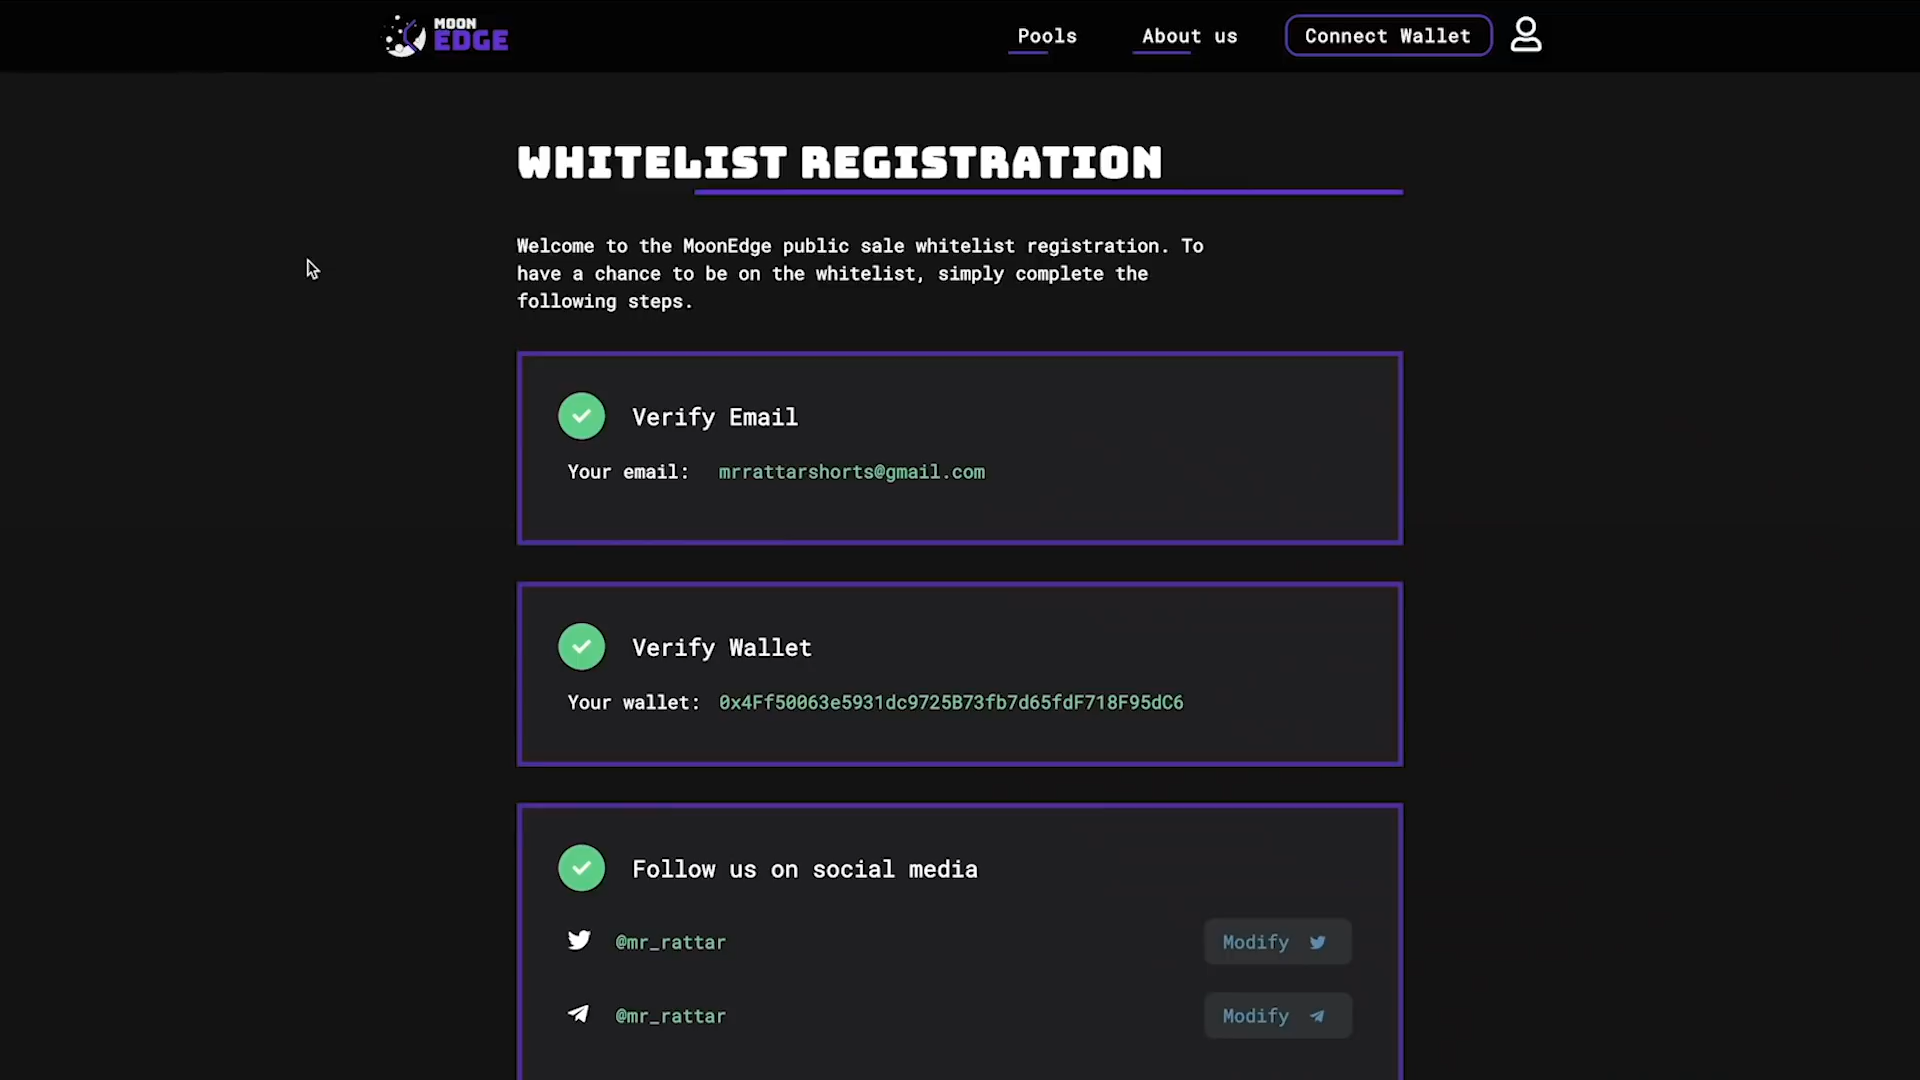 MOON
EDGE
Pools
About us
Connect Wallet
WHITELIST REGISTRATION
Welcome to the MoonEdge public sale whitelist registration. To
have a chance to be on the whitelist, simply complete the
following steps.
Verify Email
Your email: mrrattarshorts@gmail.com
Verify Wallet
Your wallet: 0x4Ff50063e5931dc9725B73fb7d65fdF718F95dC6
Follow us on social media
@mr_rattar
Modify
@mr_rattar
Modify